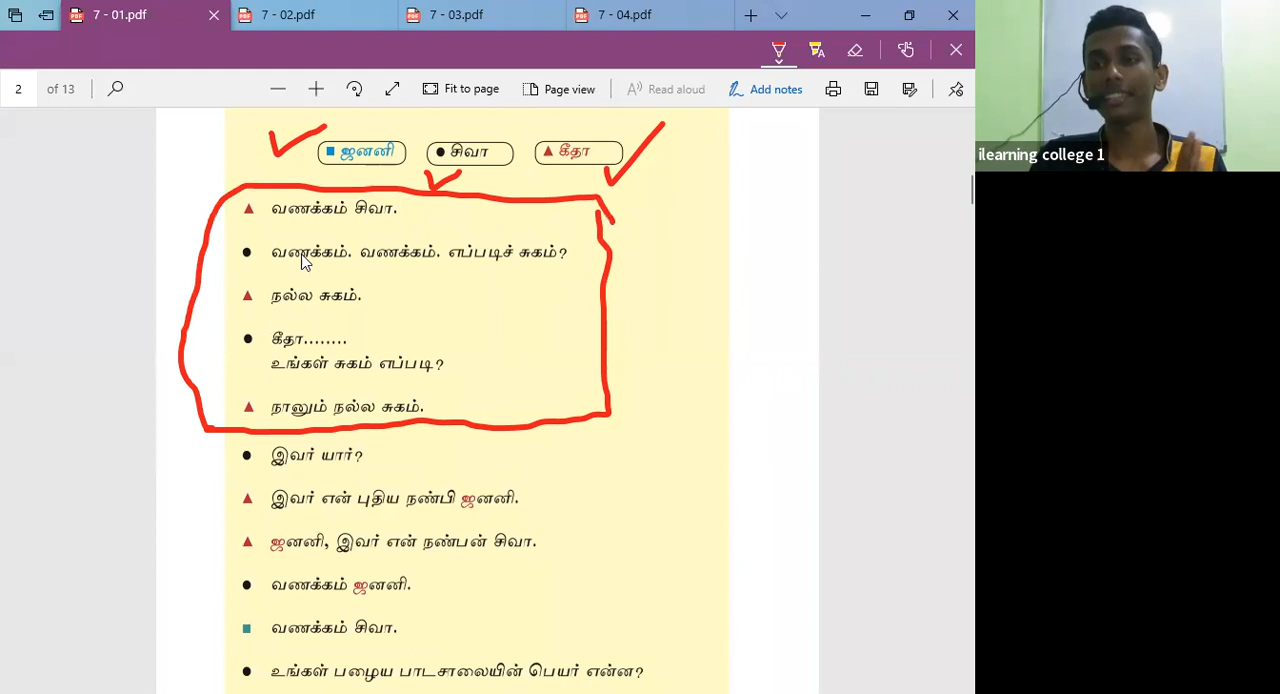 7 - 01.pdf
7 - 02.pdf
7 - 03.pdf
7 - 04.pdf
2 of 13
Fit to page
Page view
Read aloud
Add notes
ilearning college 1
ஜனனி சிவா கீதா
வணக்கம் சிவா.
வணக்கம். வணக்கம். எப்படிச் சுகம்?
நல்ல சுகம்.
கீதா........
உங்கள் சுகம் எப்படி?
நானும் நல்ல சுகம்.
இவர் யார்?
இவர் என் புதிய நண்பி ஜனனி.
ஜனனி, இவர் என் நண்பன் சிவா.
வணக்கம் ஜனனி.
வணக்கம் சிவா.
உங்கள் பழைய பாடசாலையின் பெயர் என்ன?